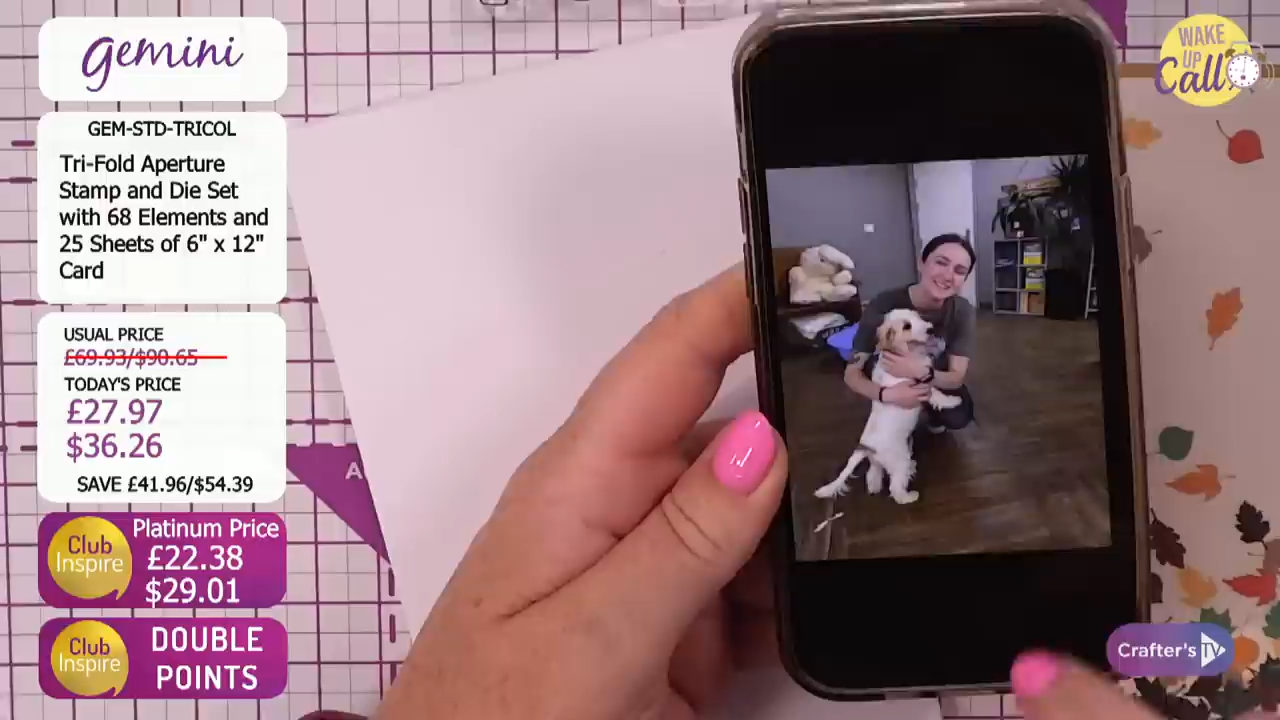 gemini
GEM-STD-TRICOL
Tri-Fold Aperture
Stamp and Die Set
with 68 Elements and
25 Sheets of 6" x 12"
Card
USUAL PRICE
£69.93/$90.65
TODAY'S PRICE
£27.97
$36.26
SAVE £41.96/$54.39
Club
Inspire
Platinum Price
£22.38
$29.01
Club
Inspire
DOUBLE
POINTS
A
WAKE
UP
Call
Crafter's TV